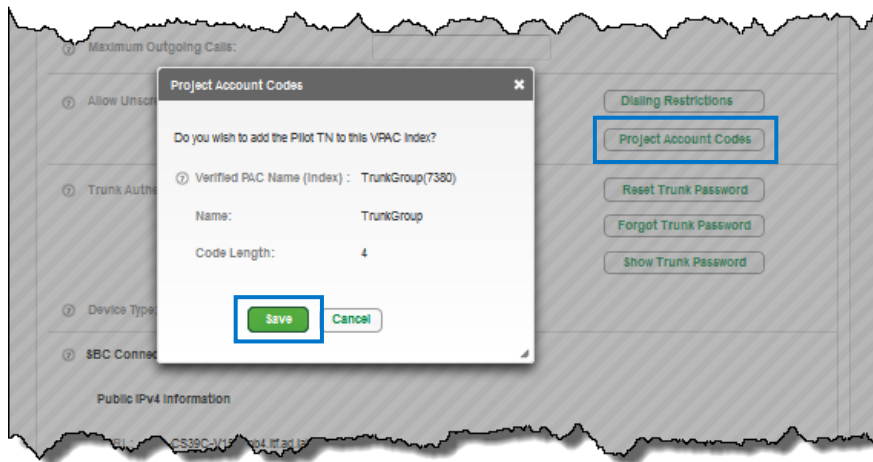 Maximum Outgoing Calls:
Project Account Codes
Allow Unscre
Dialing Restrictions
Do you wish to add the Pilot TN to this VPAC Index?
Project Account Codes
Verified PAC Name (Index) : TrunkGroup(7380)
Trunk Authe
Reset Trunk Password
Name: TrunkGroup
Forgot Trunk Password
Code Length: 4
Show Trunk Password
Device Type:
Save Cancel
SBC Connec
Public IPv4 Information